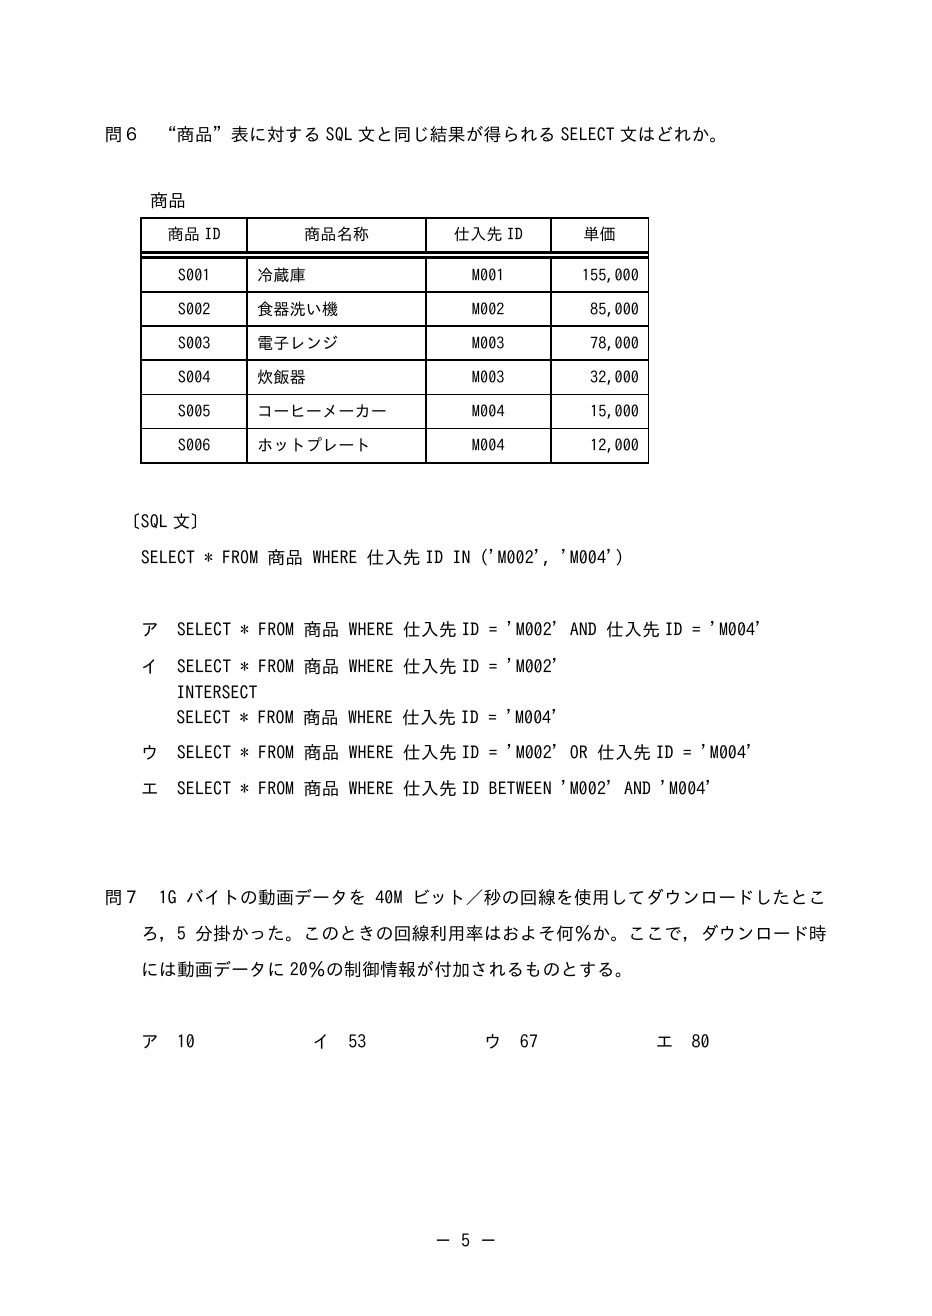 問6 “商品”表に対する SQL 文と同じ結果が得られる SELECT 文はどれか。
商品
商品 ID 商品名称 仕入先 ID 単価
S001 冷蔵庫 M001 155,000
S002 食器洗い機 M002 85,000
S003 電子レンジ M003 78,000
S004 炊飯器 M003 32,000
S005 コーヒーメーカー M004 15,000
S006 ホットプレート M004 12,000
〔SQL 文〕
SELECT * FROM 商品 WHERE 仕入先 ID IN ('M002', 'M004')
ア SELECT * FROM 商品 WHERE 仕入先 ID = 'M002' AND 仕入先 ID = 'M004'
イ SELECT * FROM 商品 WHERE 仕入先 ID = 'M002'
INTERSECT
SELECT * FROM 商品 WHERE 仕入先 ID = 'M004'
ウ SELECT * FROM 商品 WHERE 仕入先 ID = 'M002' OR 仕入先 ID = 'M004'
エ SELECT * FROM 商品 WHERE 仕入先 ID BETWEEN 'M002' AND 'M004'
問7 1G バイトの動画データを 40M ビット／秒の回線を使用してダウンロードしたとこ
ろ，5 分掛かった。このときの回線利用率はおよそ何％か。ここで，ダウンロード時
には動画データに 20％の制御情報が付加されるものとする。
ア 10 イ 53 ウ 67 エ 80
－ 5 －